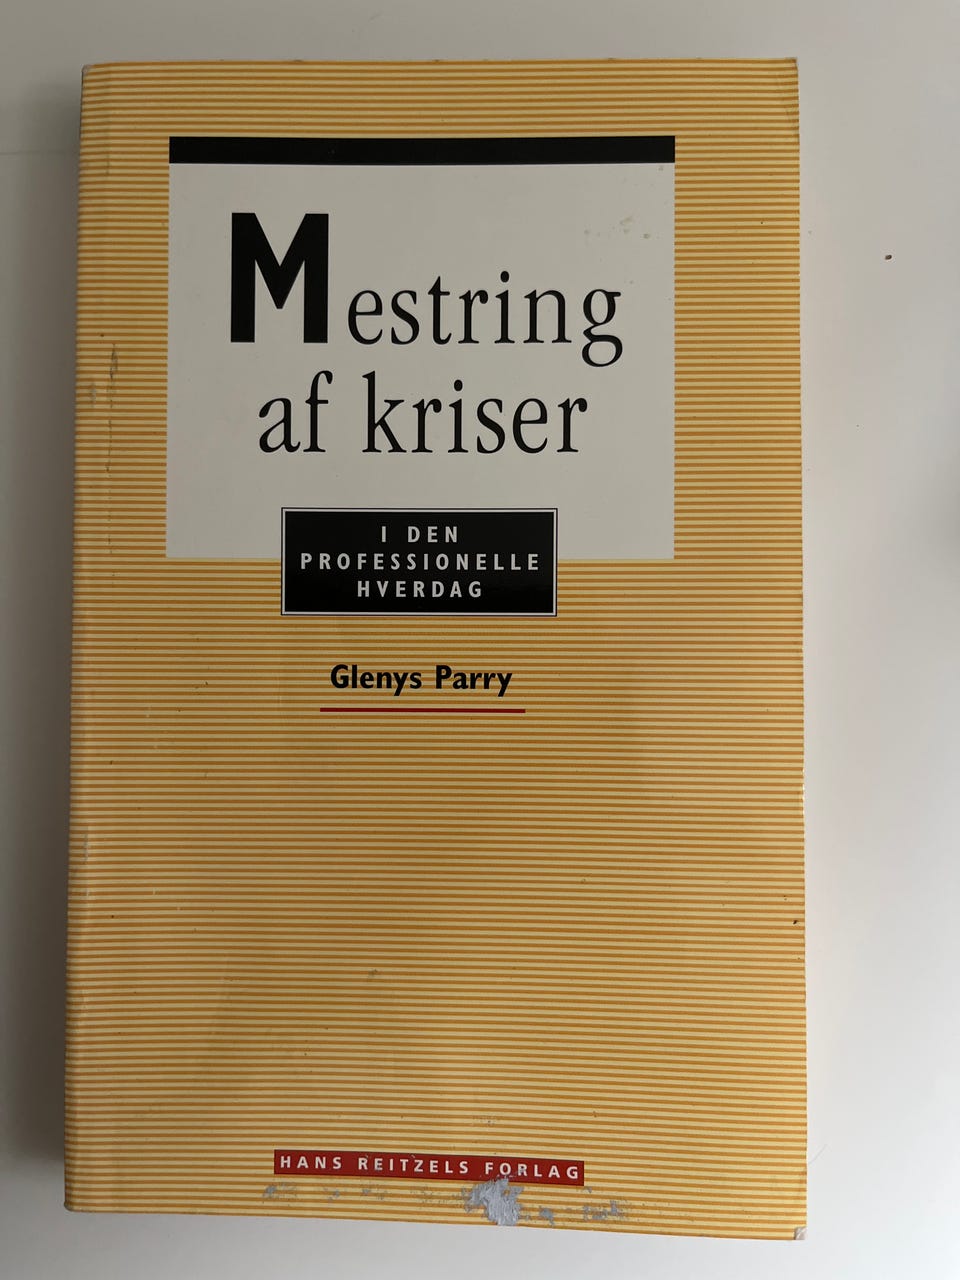 Mestring
af kriser
I DEN
PROFESSIONELLE
HVERDAG
Glenys Parry
HANS REITZELS FORLAG